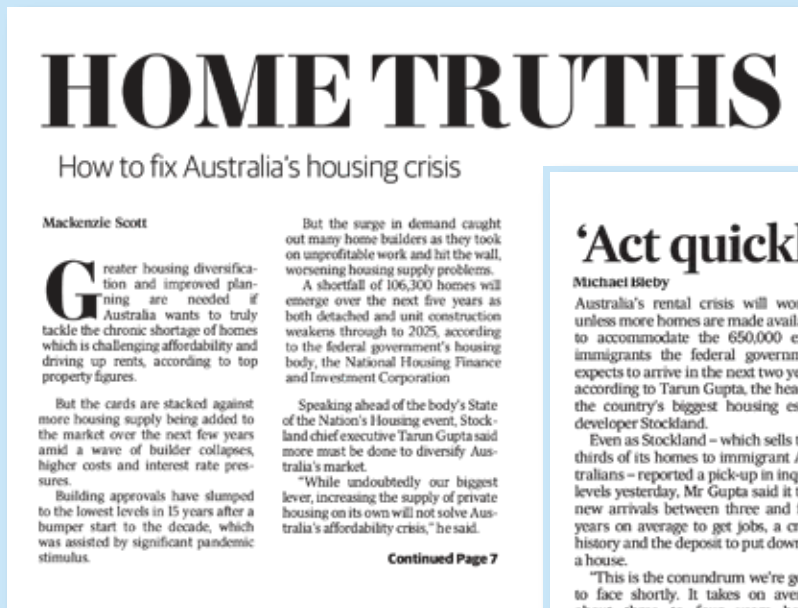 HOME TRUTHS
How to fix Australia's housing crisis
Mackenzie Scott
Greater housing diversifica-
tion and improved plan-
ning are needed if
Australia wants to truly
tackle the chronic shortage of homes
which is challenging affordability and
driving up rents, according to top
property figures.
But the cards are stacked against
more housing supply being added to
the market over the next few years
amid a wave of builder collapses,
higher costs and interest rate pres-
sures.
Building approvals have slumped
to the lowest levels in 15 years after a
bumper start to the decade, which
was assisted by significant pandemic
stimulus.
But the surge in demand caught
out many home builders as they took
on unprofitable work and hit the wall,
worsening housing supply problems.
A shortfall of 106,300 homes will
emerge over the next five years as
both detached and unit construction
weakens through to 2025, according
to the federal government's housing
body, the National Housing Finance
and Investment Corporation
Speaking ahead of the body's State
of the Nation's Housing event, Stock-
land chief executive Tarun Gupta said
more must be done to diversify Aus-
tralia's market.
"While undoubtedly our biggest
lever, increasing the supply of private
housing on its own will not solve Aus-
tralia's affordability crisis," he said.
Continued Page 7
'Act quickl
Michael Bleby
Australia's rental crisis will wor
unless more homes are made avail
to accommodate the 650,000 e
immigrants the federal governm
expects to arrive in the next two ye
according to Tarun Gupta, the hea
the country's biggest housing es
developer Stockland.
Even as Stockland – which sells t
thirds of its homes to immigrant A
tralians – reported a pick-up in inq
levels yesterday, Mr Gupta said it t
new arrivals between three and f
years on average to get jobs, a cr
history and the deposit to put down
a house.
"This is the conundrum we're go
to face shortly. It takes on aver